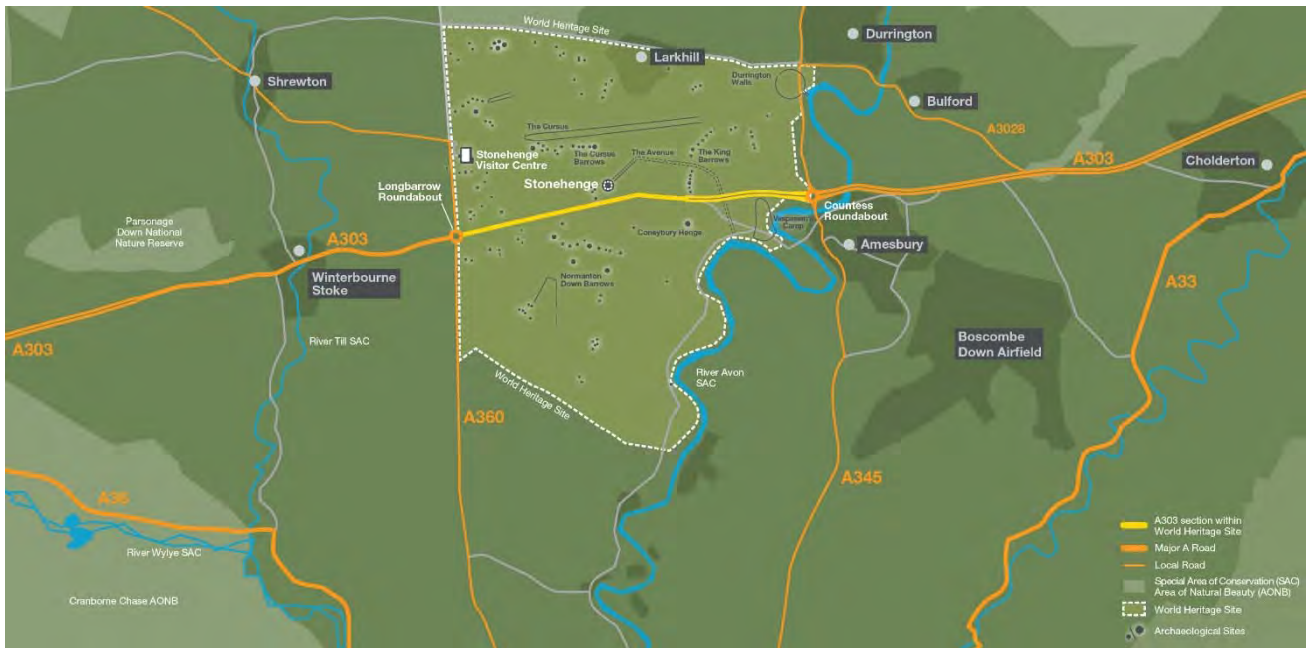 World Heritage Site
Durrington
Larkhill
Shrewton
Durrington
Walls
Bulford
A3028
The Cursus
A303
Cholderton
Stonehenge
Visitor Centre
The Cursus
Barrows
The Avenue
The King
Barrows
Stonehenge
Longbarrow
Roundabout
Countess
Roundabout
Parsonage
Down National
Nature Reserve
A303
Coneybury Henge
Vespasian's
Camp
Amesbury
Winterbourne
Stoke
Normanton
Down Barrows
A33
A303
River Till SAC
Boscombe
Down Airfield
River Avon
SAC
World Heritage Site
A360
A345
A36
River Wylye SAC
Cranborne Chase AONB
A303 section within
World Heritage Site
Major A Road
Local Road
Special Area of Conservation (SAC)
Area of Natural Beauty (AONB)
World Heritage Site
Archaeological Sites